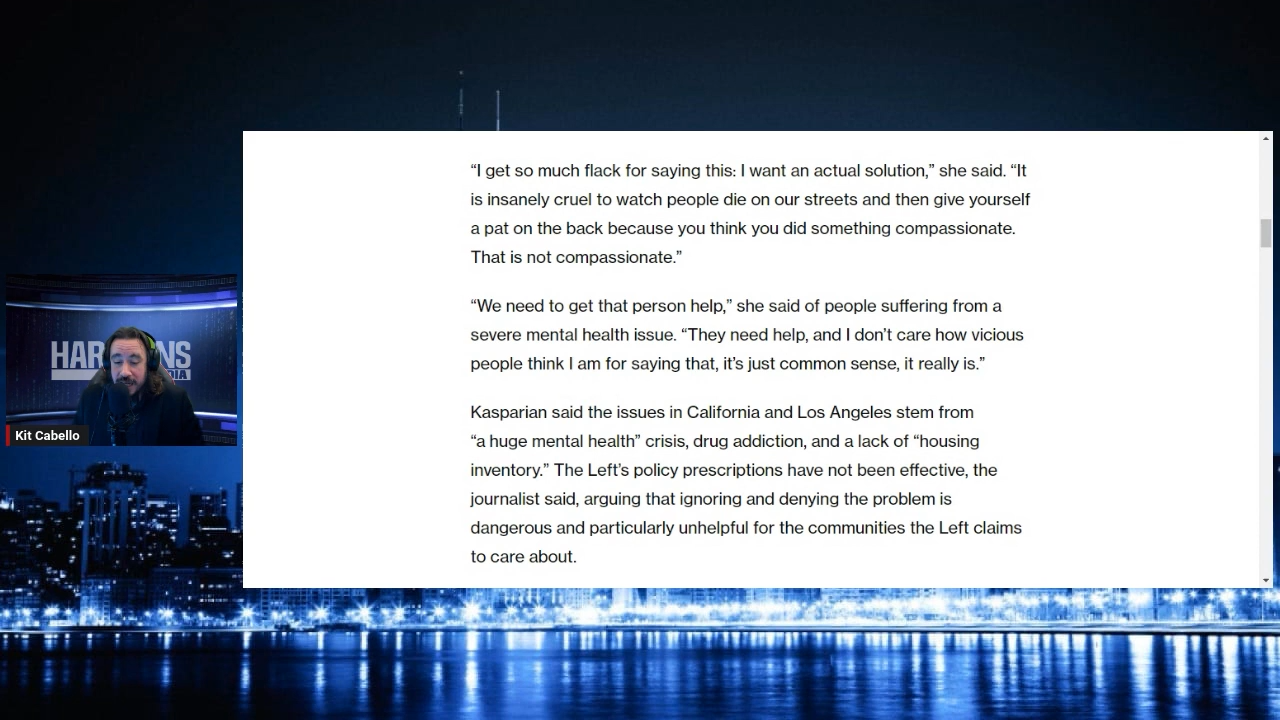 “I get so much flack for saying this: I want an actual solution,” she said. “It
is insanely cruel to watch people die on our streets and then give yourself
a pat on the back because you think you did something compassionate.
That is not compassionate.”
“We need to get that person help,” she said of people suffering from a
severe mental health issue. “They need help, and I don’t care how vicious
people think I am for saying that, it’s just common sense, it really is.”
Kasparian said the issues in California and Los Angeles stem from
“a huge mental health” crisis, drug addiction, and a lack of “housing
inventory.” The Left’s policy prescriptions have not been effective, the
journalist said, arguing that ignoring and denying the problem is
dangerous and particularly unhelpful for the communities the Left claims
to care about.
Kit Cabello